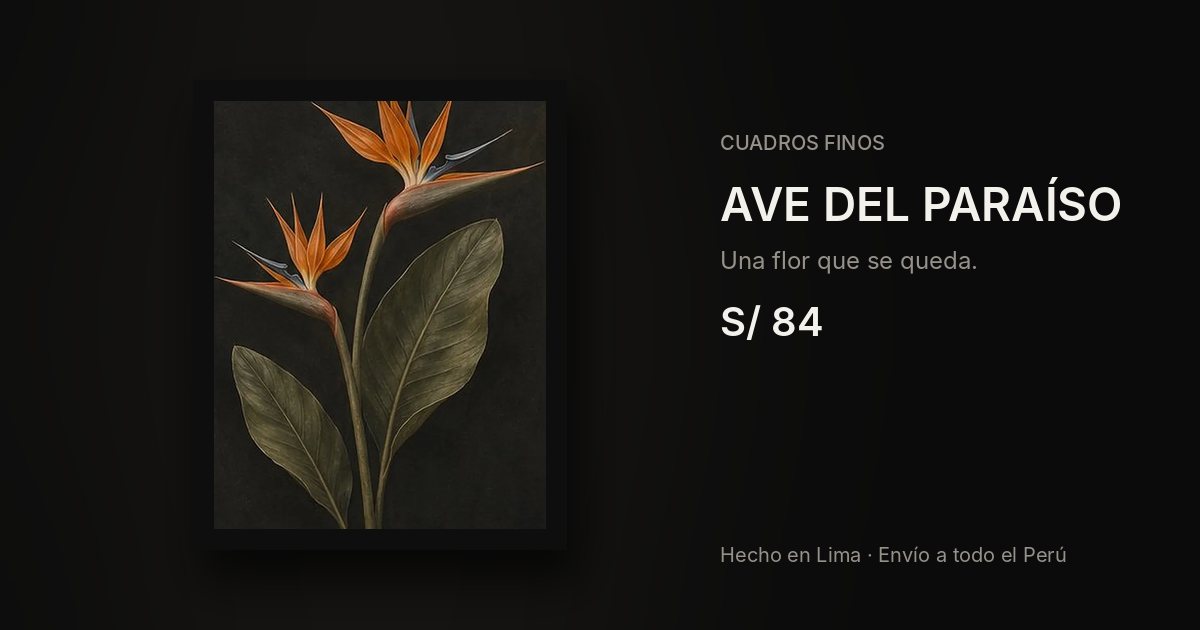 CUADROS FINOS
AVE DEL PARAÍSO
Una flor que se queda.
S/ 84
Hecho en Lima · Envío a todo el Perú